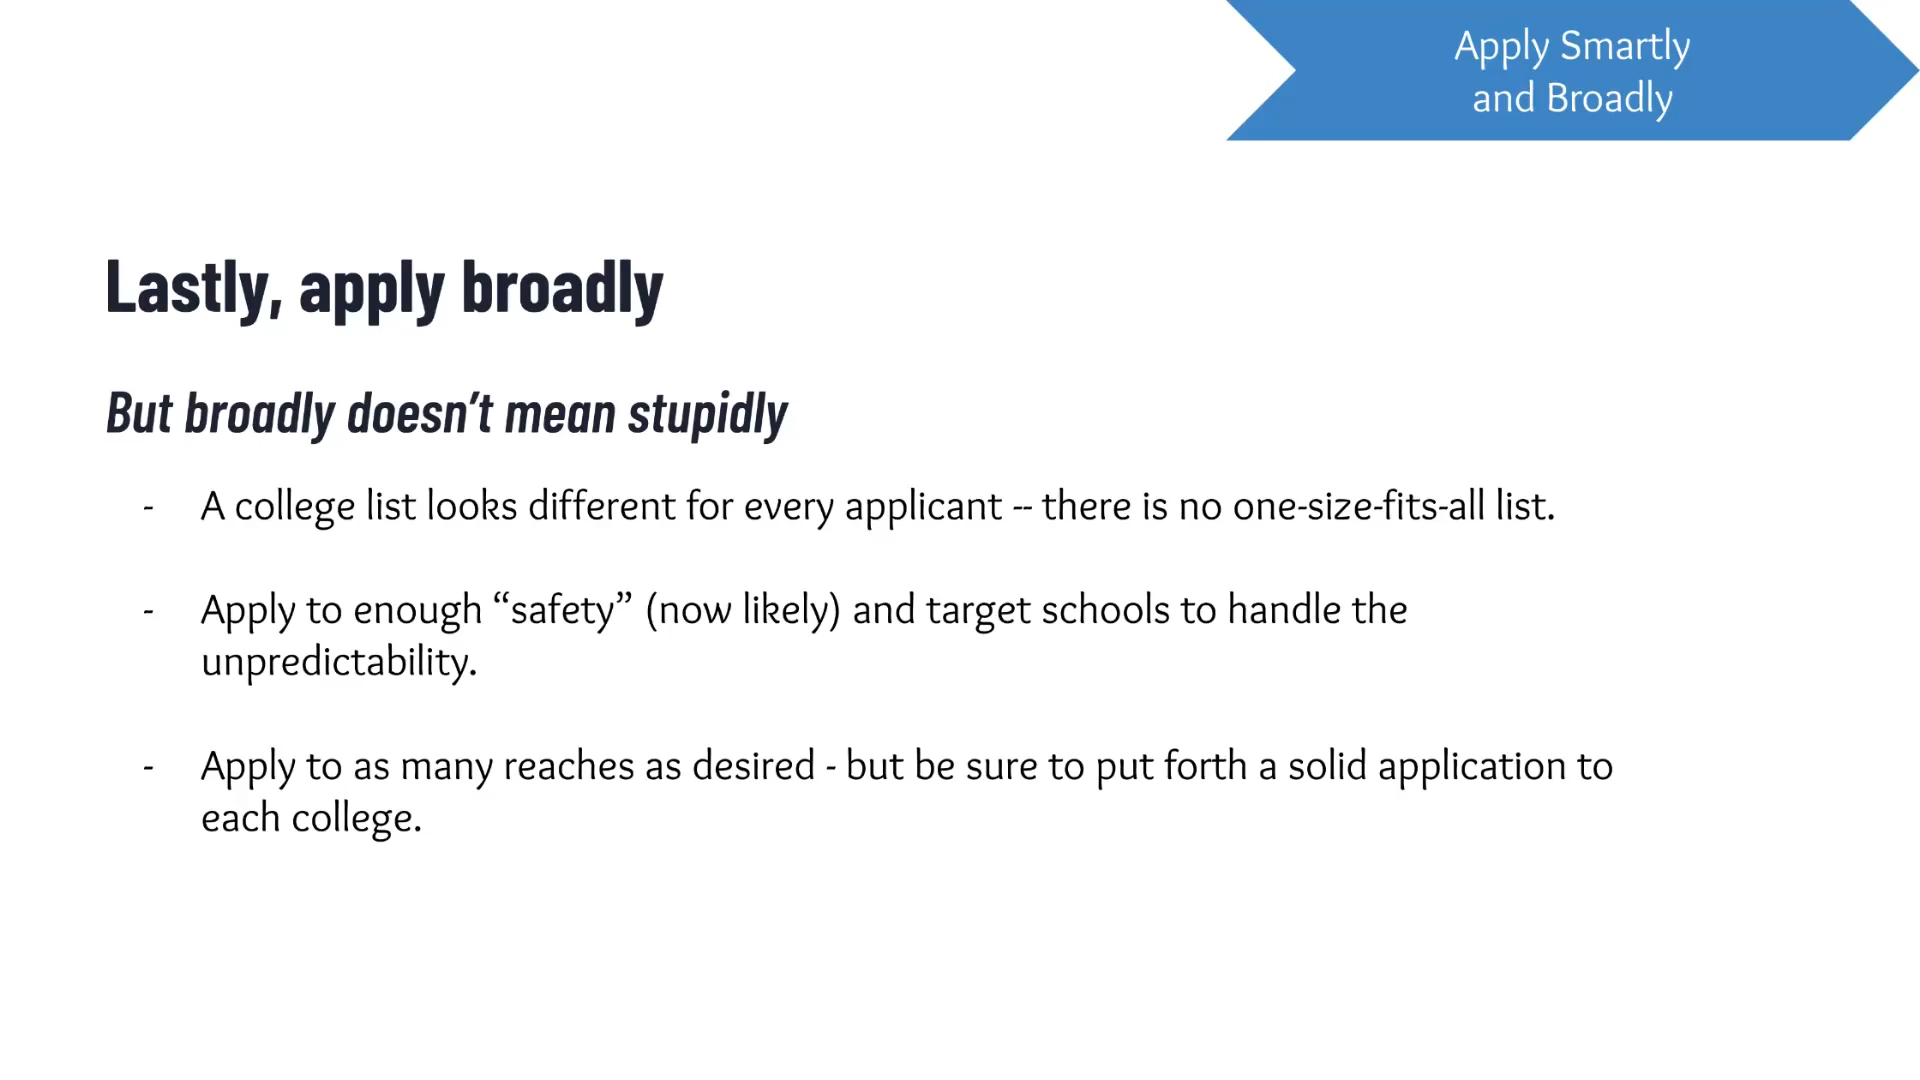 Apply Smartly
and Broadly
Lastly, apply broadly
But broadly doesn’t mean stupidly
- A college list looks different for every applicant -- there is no one-size-fits-all list.
- Apply to enough “safety” (now likely) and target schools to handle the
unpredictability.
- Apply to as many reaches as desired - but be sure to put forth a solid application to
each college.